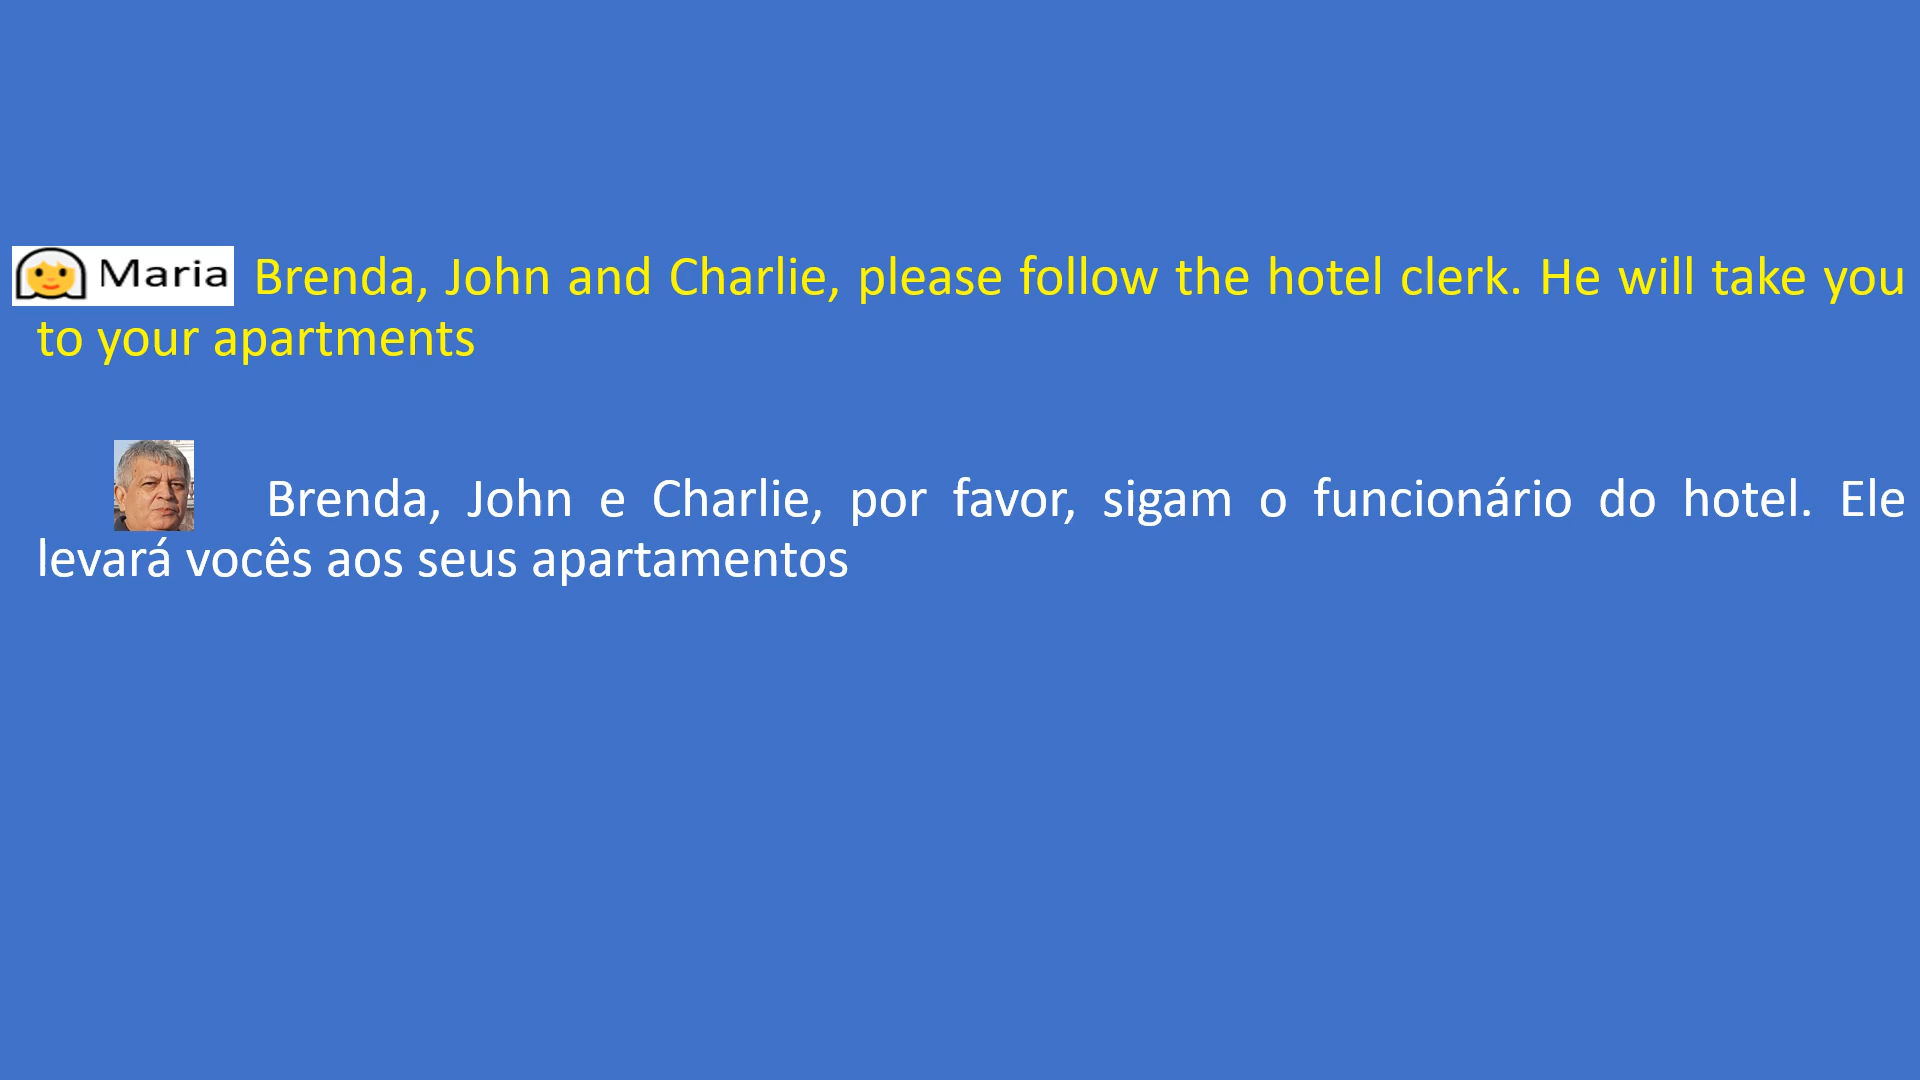 Maria Brenda, John and Charlie, please follow the hotel clerk. He will take you
to your apartments
Brenda, John e Charlie, por favor, sigam o funcionário do hotel. Ele
levará vocês aos seus apartamentos